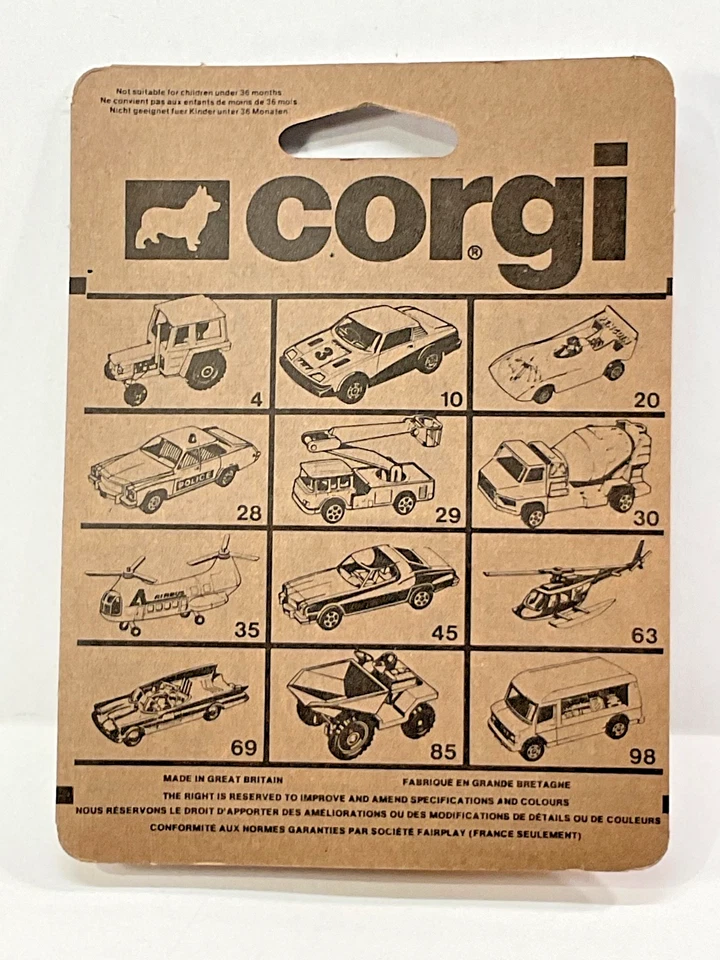 Not suitable for children under 36 months
Ne convient pas aux enfants de moins de 36 mois
Nicht geeignet fuer Kinder unter 36 Monaten.
corgi
®
3
4
10
20
POLICE
28
29
30
A AIRBUS
35
45
63
69
85
98
MADE IN GREAT BRITAIN
FABRIQUÉ EN GRANDE BRETAGNE
THE RIGHT IS RESERVED TO IMPROVE AND AMEND SPECIFICATIONS AND COLOURS
NOUS RÉSERVONS LE DROIT D'APPORTER DES AMÉLIORATIONS OU DES MODIFICATIONS DE DÉTAILS OU DE COULEURS
CONFORMITÉ AUX NORMES GARANTIES PAR SOCIÉTÉ FAIRPLAY (FRANCE SEULEMENT)